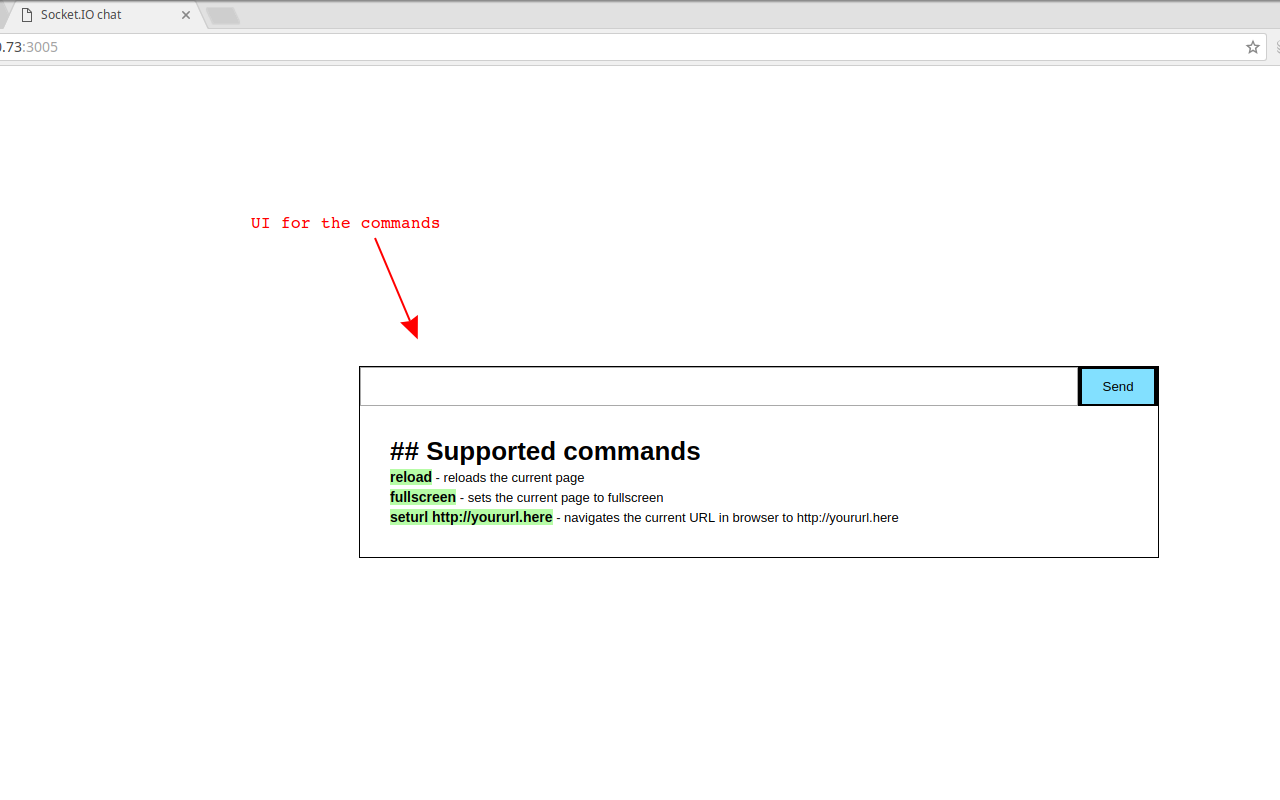 Socket.IO chat
.73:3005
UI for the commands
Send
## Supported commands
reload - reloads the current page
fullscreen - sets the current page to fullscreen
seturl http://yoururl.here - navigates the current URL in browser to http://yoururl.here